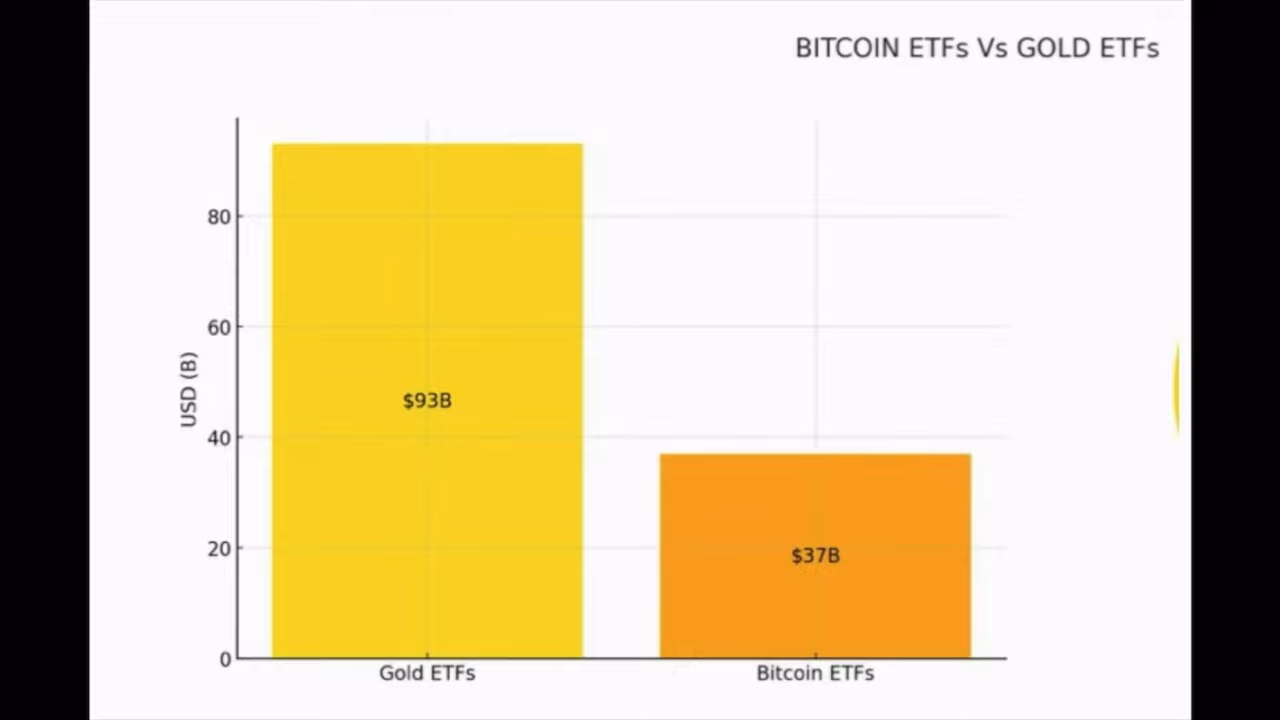 BITCOIN ETFs Vs GOLD ETFs
80
60
40
20
0
USD (B)
$93B
$37B
Gold ETFs
Bitcoin ETFs